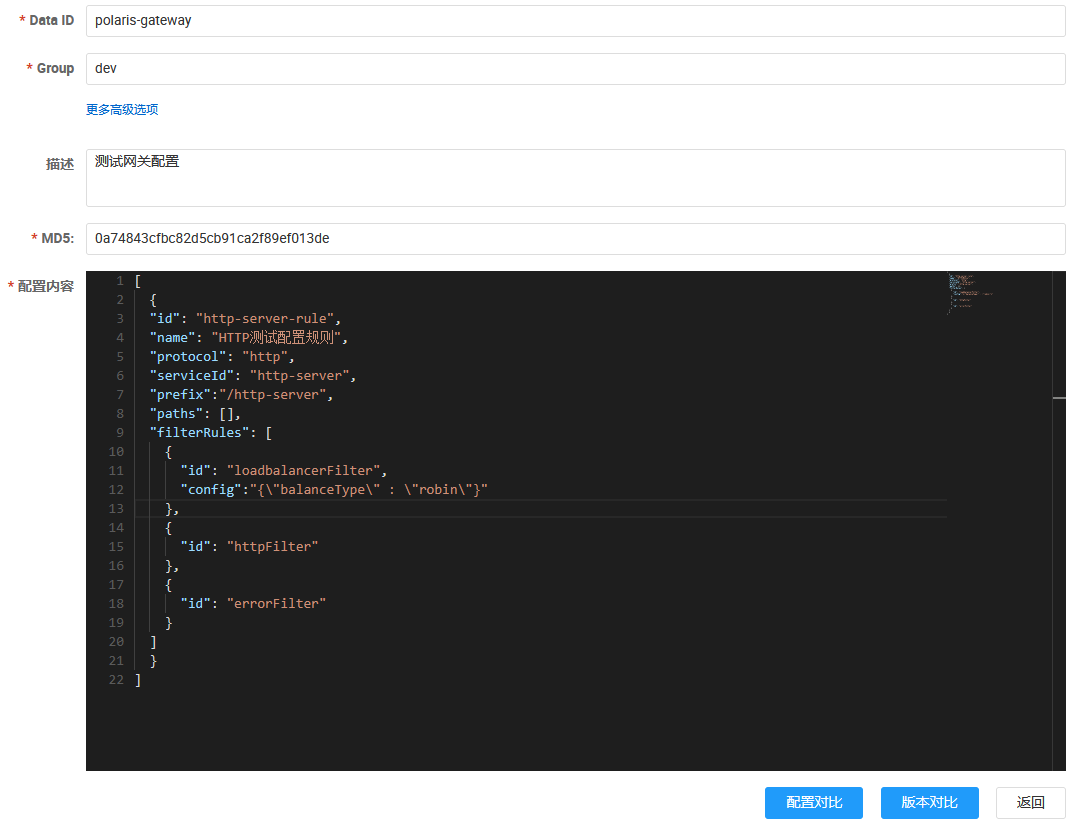 * Data ID polaris-gateway
* Group dev
更多高级选项
描述 测试网关配置
* MD5: 0a74843cfbc82d5cb91ca2f89ef013de
* 配置内容
1 [
2 {
3 "id": "http-server-rule",
4 "name": "HTTP测试配置规则",
5 "protocol": "http",
6 "serviceId": "http-server",
7 "prefix":"/http-server",
8 "paths": [],
9 "filterRules": [
10 {
11 "id": "loadbalancerFilter",
12 "config":"{\"balanceType\" : \"robin\"}"
13 },
14 {
15 "id": "httpFilter"
16 },
17 {
18 "id": "errorFilter"
19 }
20 ]
21 }
22 ]
配置对比 版本对比 返回